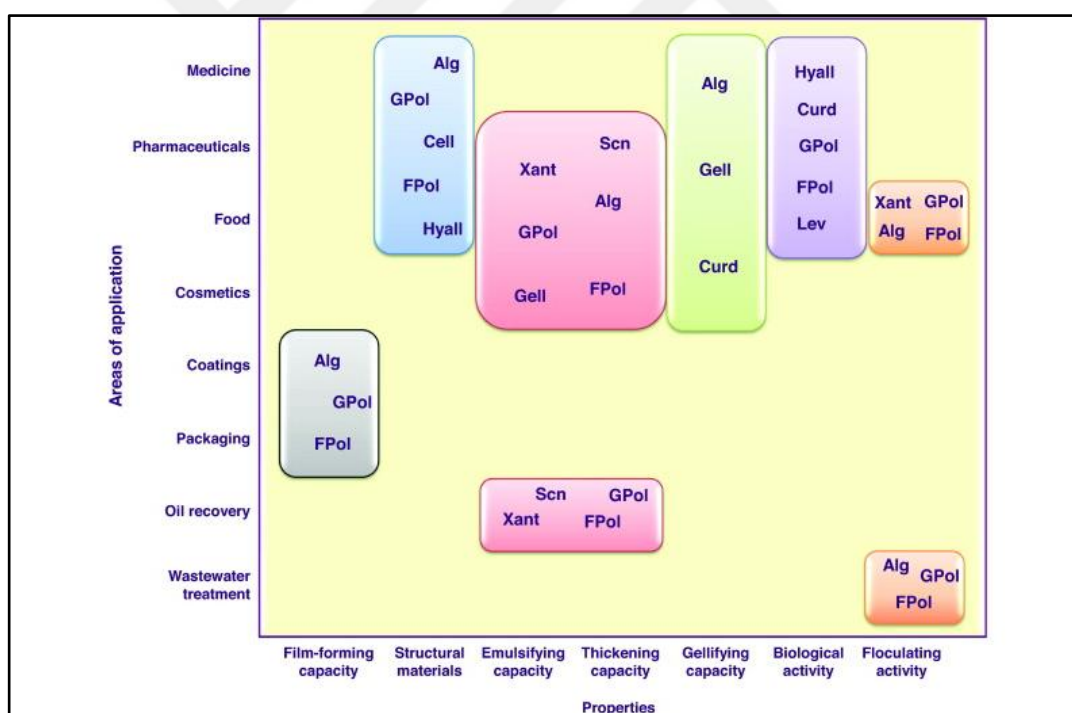 Medicine
Pharmaceuticals
Food
Cosmetics
Coatings
Packaging
Oil recovery
Wastewater
treatment
Areas of application
Alg
GPol
FPol
Alg
GPol
Cell
FPol
Hyall
Scn
Xant
Alg
GPol
FPol
Gell
Scn GPol
Xant FPol
Alg
Gell
Curd
Hyall
Curd
GPol
FPol
Lev
Xant GPol
Alg FPol
Alg
GPol
FPol
Film-forming
capacity
Structural
materials
Emulsifying
capacity
Thickening
capacity
Gellifying
capacity
Biological
activity
Floculating
activity
Properties